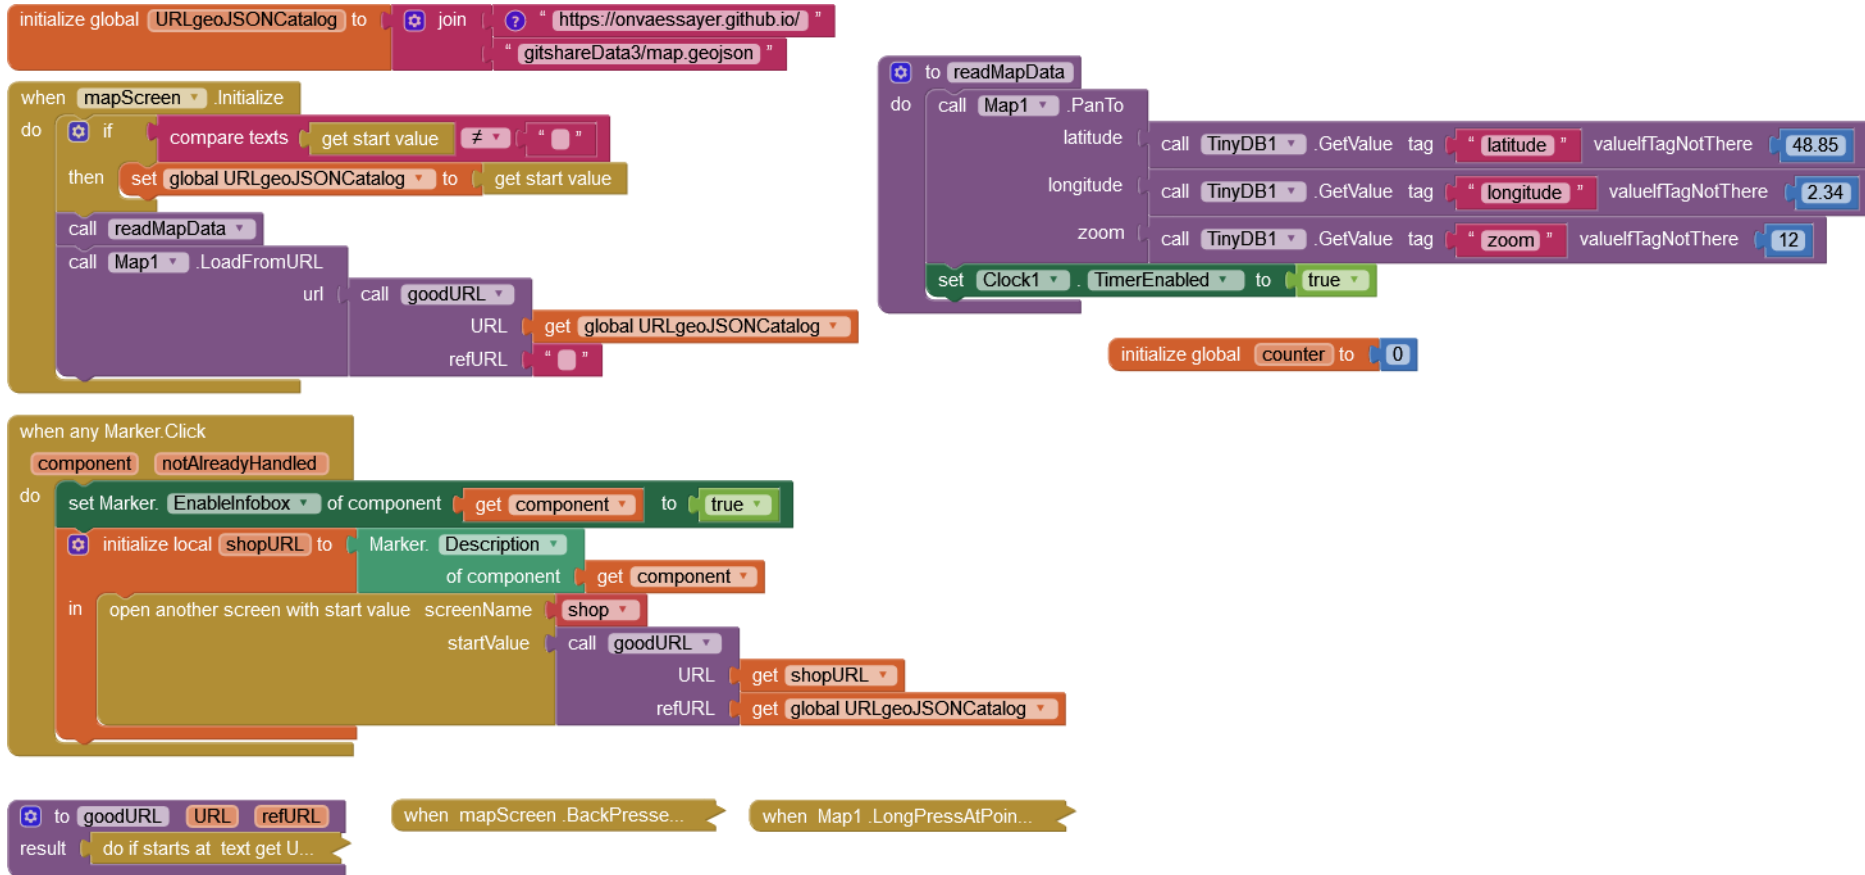 initialize global URLgeoJSONCatalog to join " https://onvaessayer.github.io/ "
" gitshareData3/map.geojson "
when mapScreen .Initialize
do if compare texts get start value ≠ " "
then set global URLgeoJSONCatalog to get start value
call readMapData
call Map1 .LoadFromURL
url call goodURL
URL get global URLgeoJSONCatalog
refURL " "
to readMapData
do call Map1 .PanTo
latitude call TinyDB1 .GetValue tag " latitude " valueIfTagNotThere 48.85
longitude call TinyDB1 .GetValue tag " longitude " valueIfTagNotThere 2.34
zoom call TinyDB1 .GetValue tag " zoom " valueIfTagNotThere 12
set Clock1 . TimerEnabled to true
initialize global counter to 0
when any Marker.Click
component notAlreadyHandled
do set Marker. EnableInfobox of component get component to true
initialize local shopURL to Marker. Description
of component get component
in open another screen with start value screenName shop
startValue call goodURL
URL get shopURL
refURL get global URLgeoJSONCatalog
to goodURL URL refURL
result do if starts at text get U...
when mapScreen .BackPresse...
when Map1 .LongPressAtPoin...